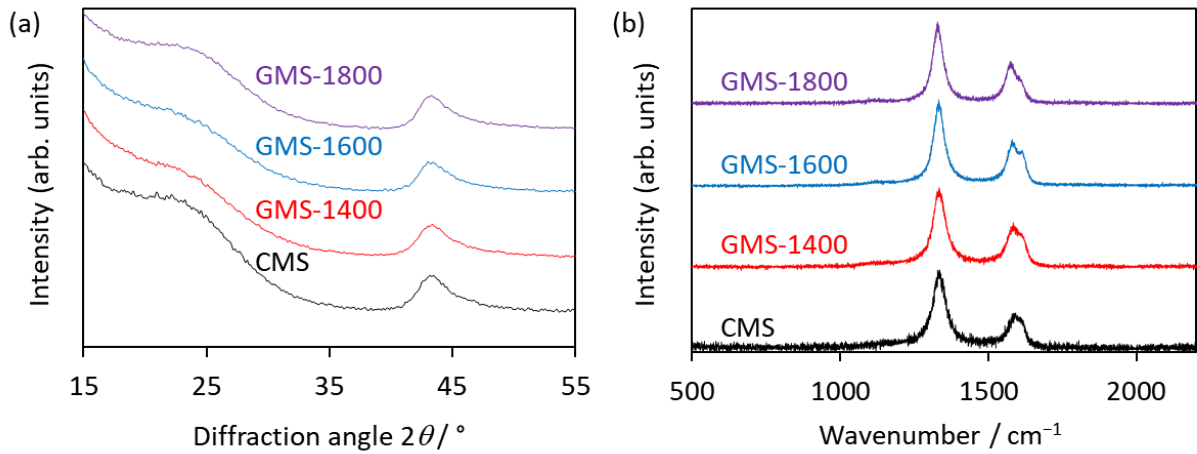 (a)
Intensity (arb. units)
GMS-1800
GMS-1600
GMS-1400
CMS
15 25 35 45 55
Diffraction angle 2θ / °
(b)
Intensity (arb. units)
GMS-1800
GMS-1600
GMS-1400
CMS
500 1000 1500 2000
Wavenumber / cm⁻¹